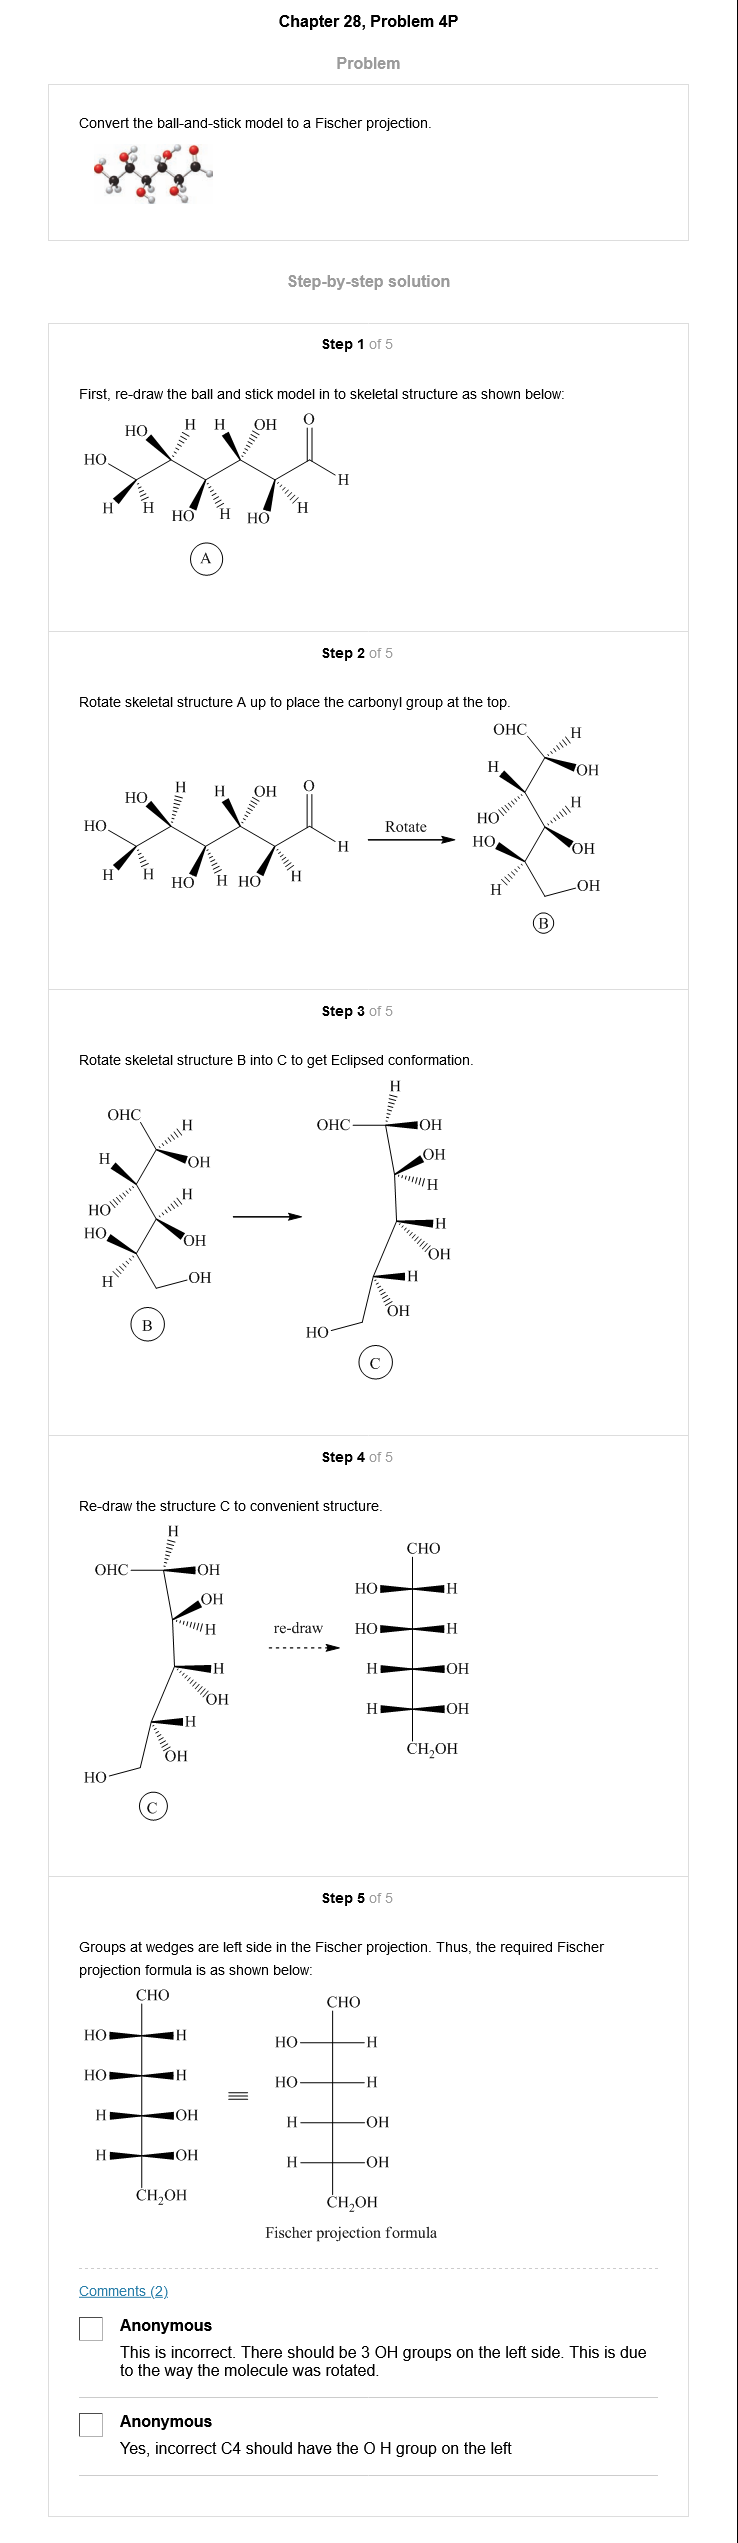 Chapter 28, Problem 4P
Problem
Convert the ball-and-stick model to a Fischer projection.
Step-by-step solution
Step 1 of 5
First, re-draw the ball and stick model in to skeletal structure as shown below:
HO H H OH O
HO
H
H H HO H HO H
A
Step 2 of 5
Rotate skeletal structure A up to place the carbonyl group at the top.
OHC H
H OH
HO H H OH O
HO H
HO Rotate HO OH
H
H H HO H HO H
H OH
B
Step 3 of 5
Rotate skeletal structure B into C to get Eclipsed conformation.
H
OHC H OHC OH
H OH OH
H
HO H
HO OH H
OH
H OH H
OH
B HO
C
Step 4 of 5
Re-draw the structure C to convenient structure.
H
CHO
OHC OH
HO H
OH
H re-draw HO H
H H OH
OH
H H OH
OH CH2OH
HO
C
Step 5 of 5
Groups at wedges are left side in the Fischer projection. Thus, the required Fischer
projection formula is as shown below:
CHO CHO
HO H HO H
HO H HO H
H OH H OH
H OH H OH
CH2OH CH2OH
Fischer projection formula
Comments (2)
Anonymous
This is incorrect. There should be 3 OH groups on the left side. This is due
to the way the molecule was rotated.
Anonymous
Yes, incorrect C4 should have the O H group on the left